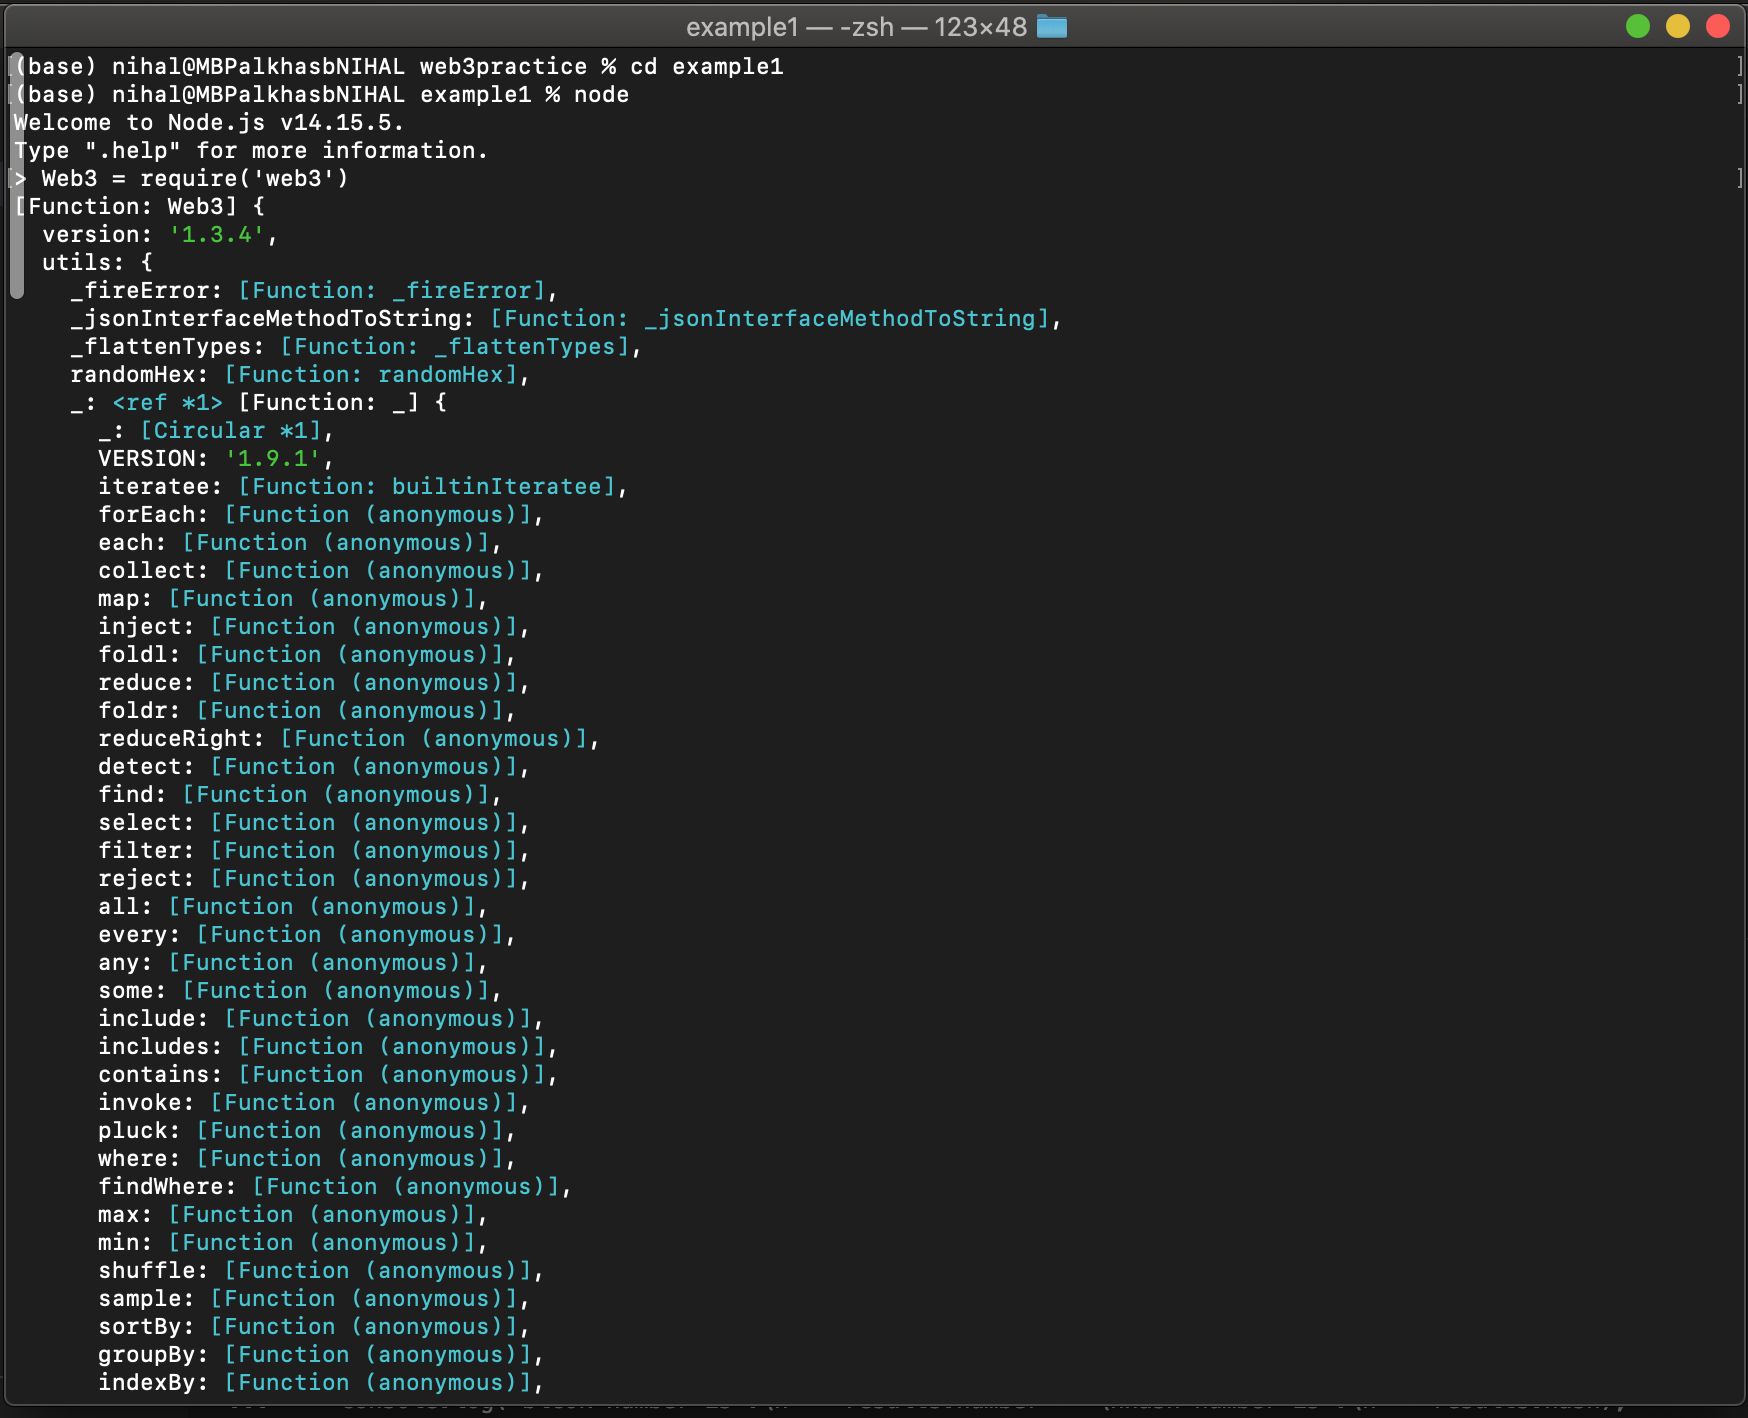 example1 — -zsh — 123×48
(base) nihal@MBPalkhasbNIHAL web3practice % cd example1
(base) nihal@MBPalkhasbNIHAL example1 % node
Welcome to Node.js v14.15.5.
Type ".help" for more information.
> Web3 = require('web3')
[Function: Web3] {
  version: '1.3.4',
  utils: {
    _fireError: [Function: _fireError],
    _jsonInterfaceMethodToString: [Function: _jsonInterfaceMethodToString],
    _flattenTypes: [Function: _flattenTypes],
    randomHex: [Function: randomHex],
    _: <ref *1> [Function: _] {
      _: [Circular *1],
      VERSION: '1.9.1',
      iteratee: [Function: builtinIteratee],
      forEach: [Function (anonymous)],
      each: [Function (anonymous)],
      collect: [Function (anonymous)],
      map: [Function (anonymous)],
      inject: [Function (anonymous)],
      foldl: [Function (anonymous)],
      reduce: [Function (anonymous)],
      foldr: [Function (anonymous)],
      reduceRight: [Function (anonymous)],
      detect: [Function (anonymous)],
      find: [Function (anonymous)],
      select: [Function (anonymous)],
      filter: [Function (anonymous)],
      reject: [Function (anonymous)],
      all: [Function (anonymous)],
      every: [Function (anonymous)],
      any: [Function (anonymous)],
      some: [Function (anonymous)],
      include: [Function (anonymous)],
      includes: [Function (anonymous)],
      contains: [Function (anonymous)],
      invoke: [Function (anonymous)],
      pluck: [Function (anonymous)],
      where: [Function (anonymous)],
      findWhere: [Function (anonymous)],
      max: [Function (anonymous)],
      min: [Function (anonymous)],
      shuffle: [Function (anonymous)],
      sample: [Function (anonymous)],
      sortBy: [Function (anonymous)],
      groupBy: [Function (anonymous)],
      indexBy: [Function (anonymous)],